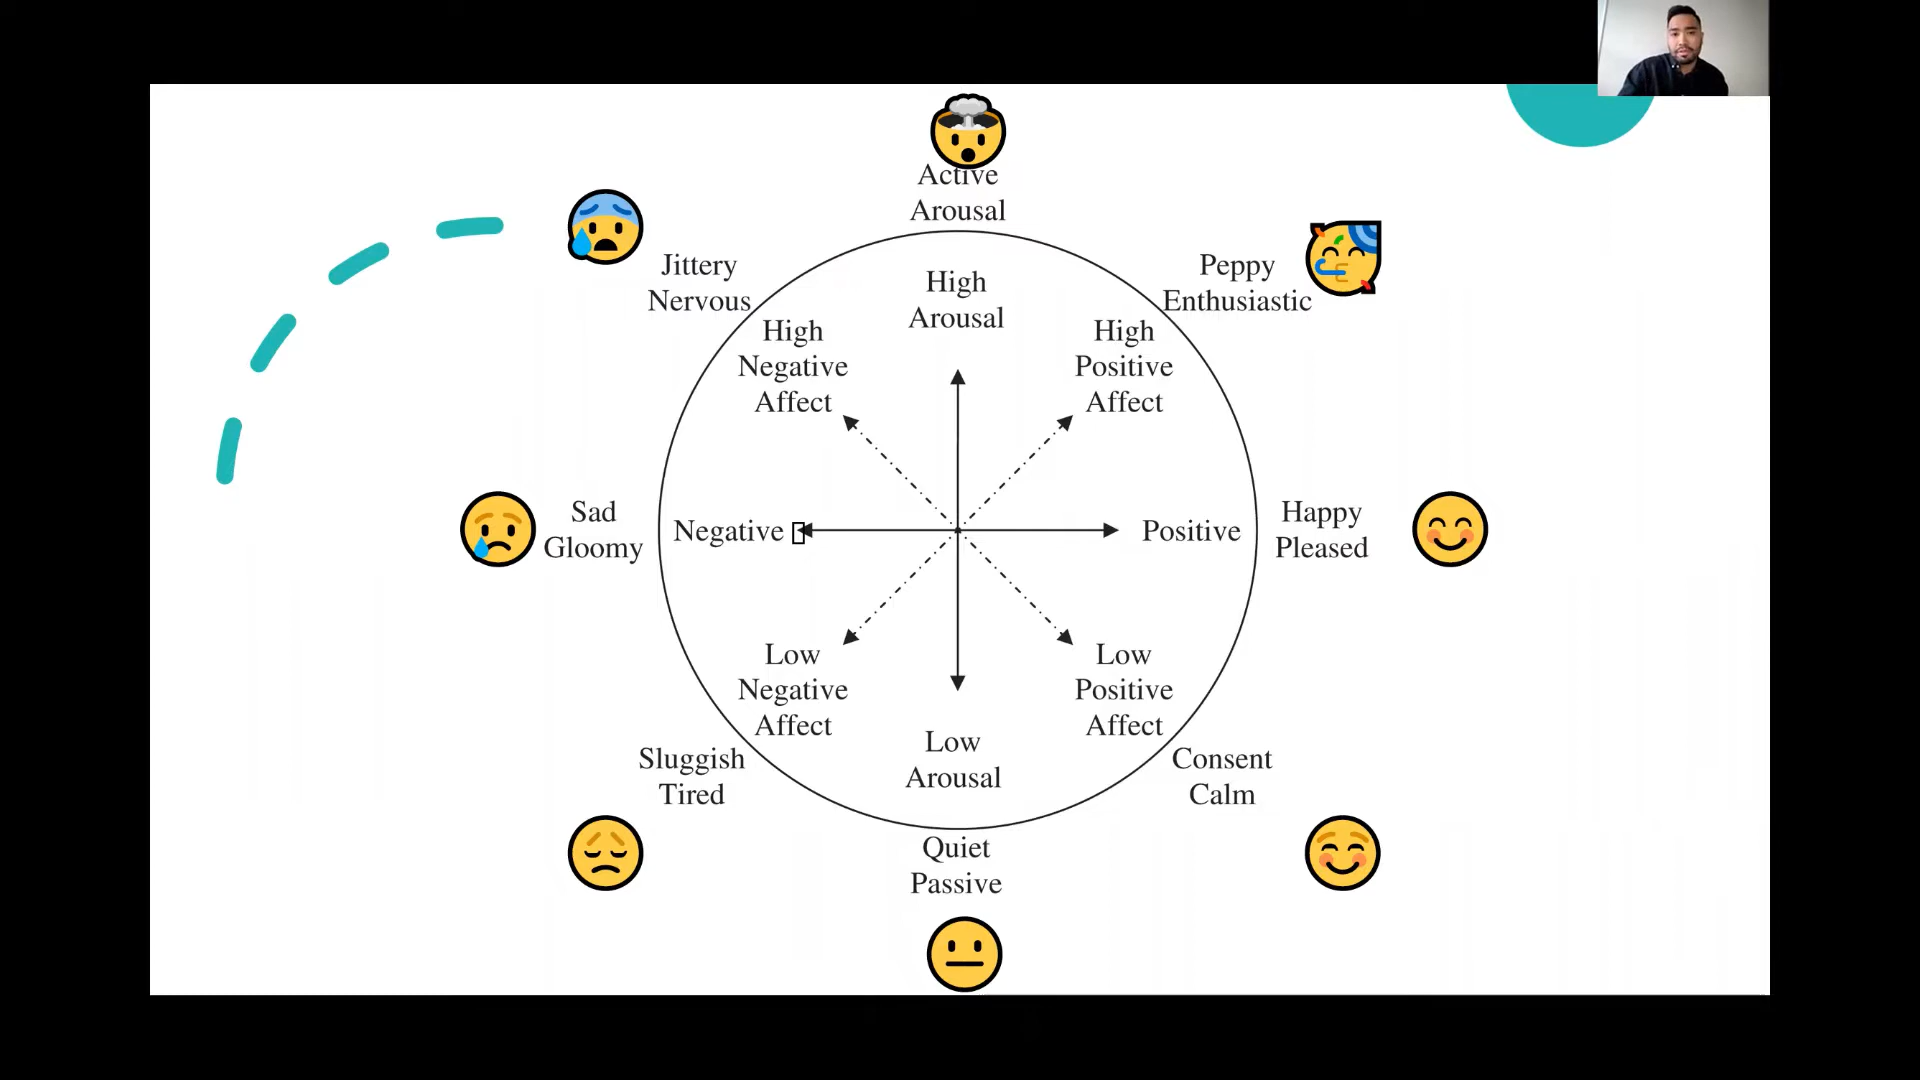 Active
Arousal
Jittery
Nervous
Peppy
Enthusiastic
High
Arousal
High
Negative
Affect
High
Positive
Affect
Sad
Gloomy
Negative
Positive
Happy
Pleased
Low
Negative
Affect
Low
Positive
Affect
Low
Arousal
Sluggish
Tired
Consent
Calm
Quiet
Passive